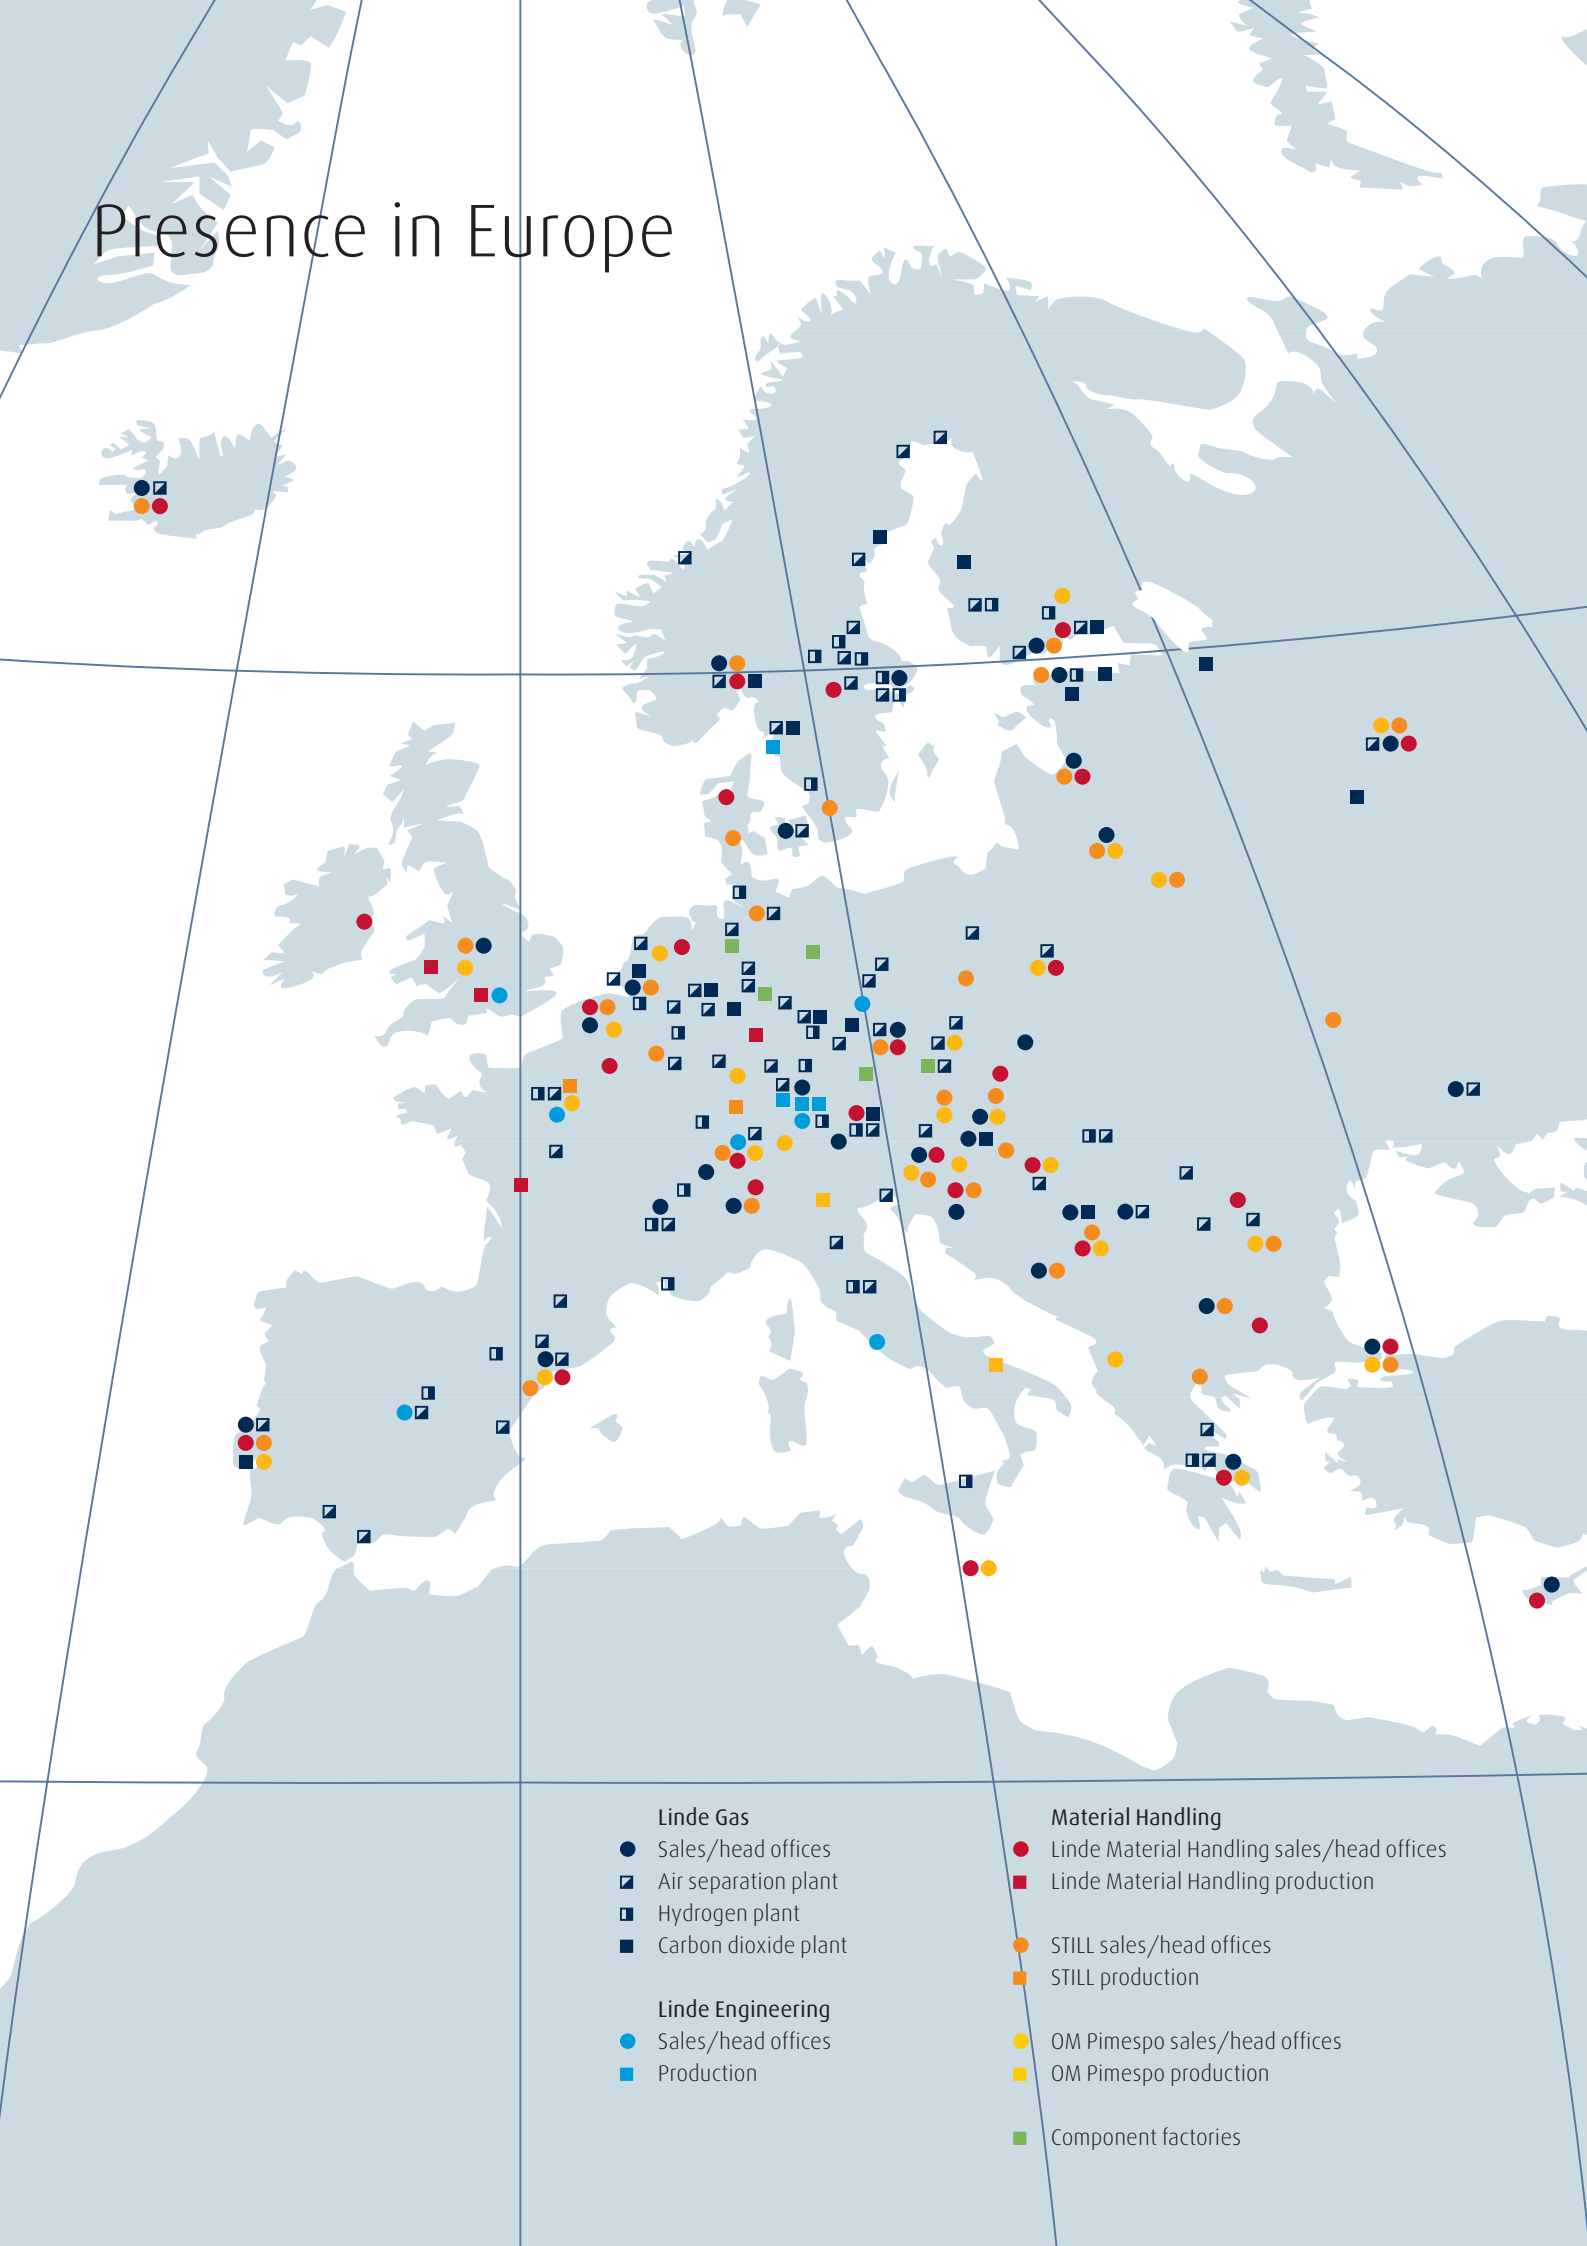 Presence in Europe
Linde Gas
Sales/head offices
Air separation plant
Hydrogen plant
Carbon dioxide plant
Linde Engineering
Sales/head offices
Production
Material Handling
Linde Material Handling sales/head offices
Linde Material Handling production
STILL sales/head offices
STILL production
OM Pimespo sales/head offices
OM Pimespo production
Component factories